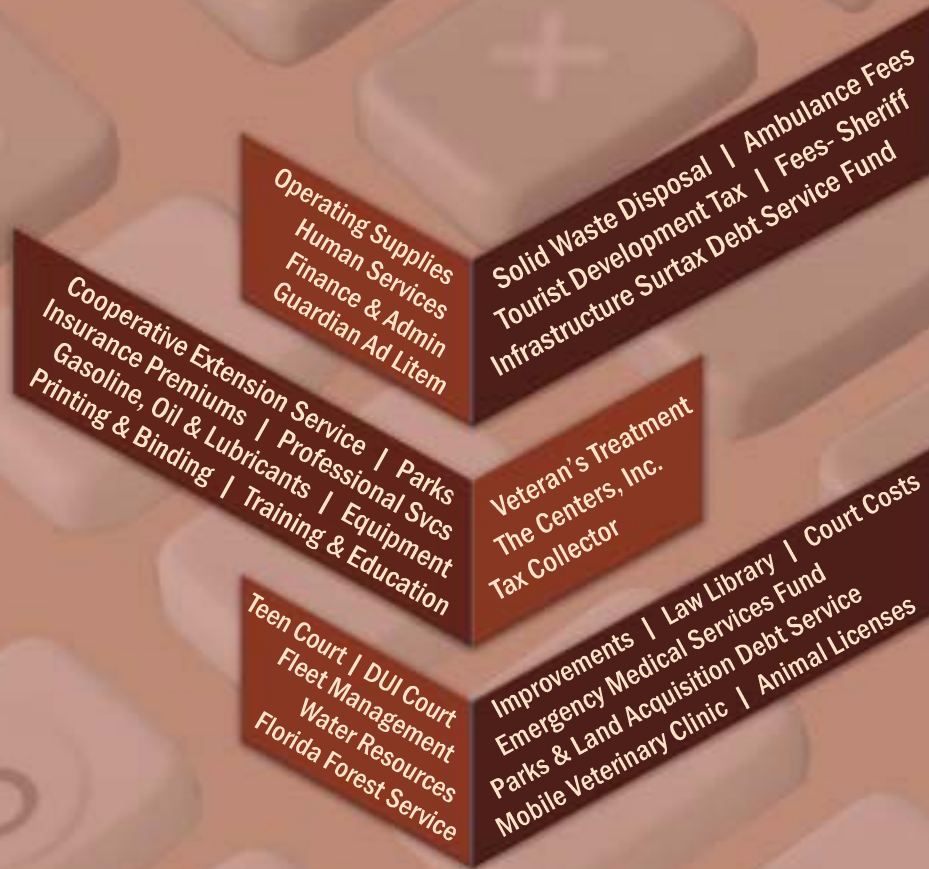 Operating Supplies
Human Services
Finance & Admin
Guardian Ad Litem
Solid Waste Disposal | Ambulance Fees
Tourist Development Tax | Fees- Sheriff
Infrastructure Surtax Debt Service Fund
Cooperative Extension Service | Parks
Insurance Premiums | Professional Svcs
Gasoline, Oil & Lubricants | Equipment
Printing & Binding | Training & Education
Veteran’s Treatment
The Centers, Inc.
Tax Collector
Teen Court | DUI Court
Fleet Management
Water Resources
Florida Forest Service
Improvements | Law Library | Court Costs
Emergency Medical Services Fund
Parks & Land Acquisition Debt Service
Mobile Veterinary Clinic | Animal Licenses